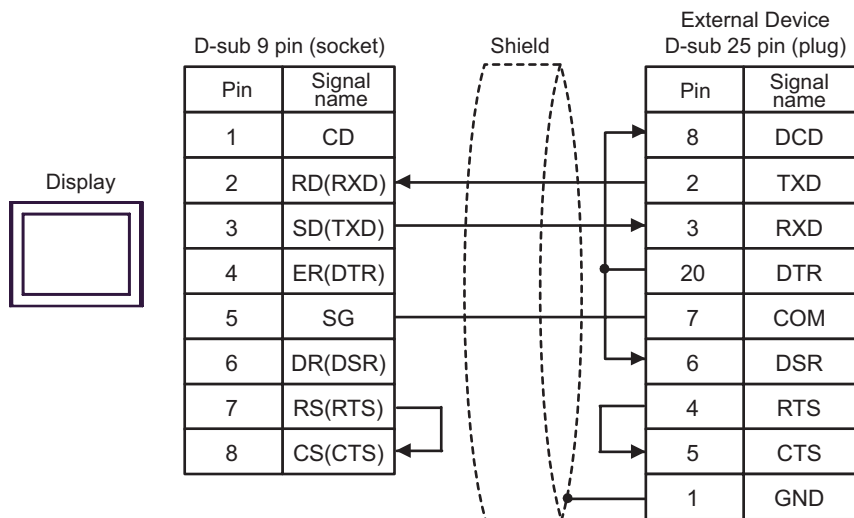 External Device
D-sub 9 pin (socket) Shield D-sub 25 pin (plug)
Pin Signal name Pin Signal name
1 CD 8 DCD
Display
2 RD(RXD) 2 TXD
3 SD(TXD) 3 RXD
4 ER(DTR) 20 DTR
5 SG 7 COM
6 DR(DSR) 6 DSR
7 RS(RTS) 4 RTS
8 CS(CTS) 5 CTS
1 GND